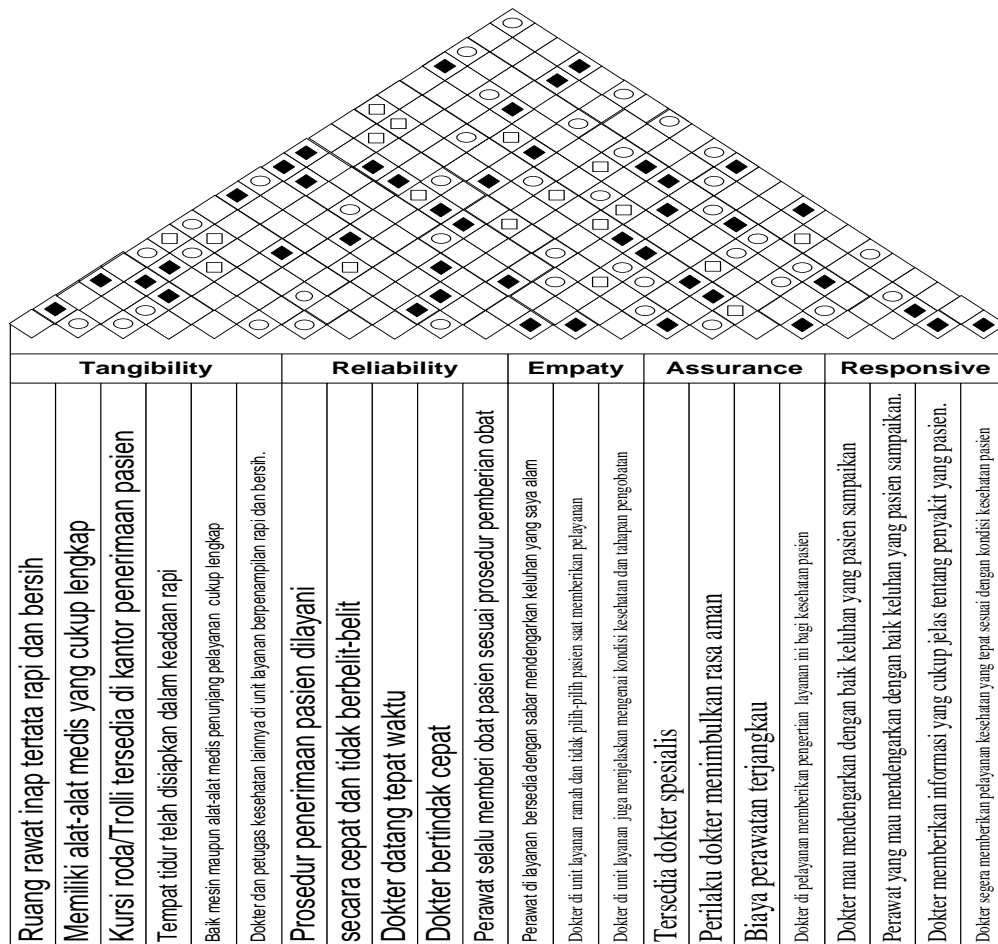 Tangibility
Reliability
Empaty
Assurance
Responsive
Ruang rawat inap tertata rapi dan bersih
Memiliki alat-alat medis yang cukup lengkap
Kursi roda/Trolli tersedia di kantor penerimaan pasien
Tempat tidur telah disiapkan dalam keadaan rapi
Baik mesin maupun alat-alat medis penunjang pelayanan cukup lengkap
Dokter dan petugas kesehatan lainnya di unit layanan berpenampilan rapi dan bersih.
Prosedur penerimaan pasien dilayani
secara cepat dan tidak berbelit-belit
Dokter datang tepat waktu
Dokter bertindak cepat
Perawat selalu memberi obat pasien sesuai prosedur pemberian obat
Perawat di layanan bersedia dengan sabar mendengarkan keluhan yang saya alam
Dokter di unit layanan ramah dan tidak pilih-pilih pasien saat memberikan pelayanan
Dokter di unit layanan juga menjelaskan mengenai kondisi kesehatan dan tahapan pengobatan
Tersedia dokter spesialis
Perilaku dokter menimbulkan rasa aman
Biaya perawatan terjangkau
Dokter di pelayanan memberikan pengertian layanan ini bagi kesehatan pasien
Dokter mau mendengarkan dengan baik keluhan yang pasien sampaikan
Perawat yang mau mendengarkan dengan baik keluhan yang pasien sampaikan.
Dokter memberikan informasi yang cukup jelas tentang penyakit yang pasien.
Dokter segera memberikan pelayanan kesehatan yang tepat sesuai dengan kondisi kesehatan pasien